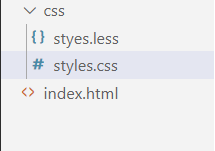 css
{} styes.less
# styles.css
<> index.html